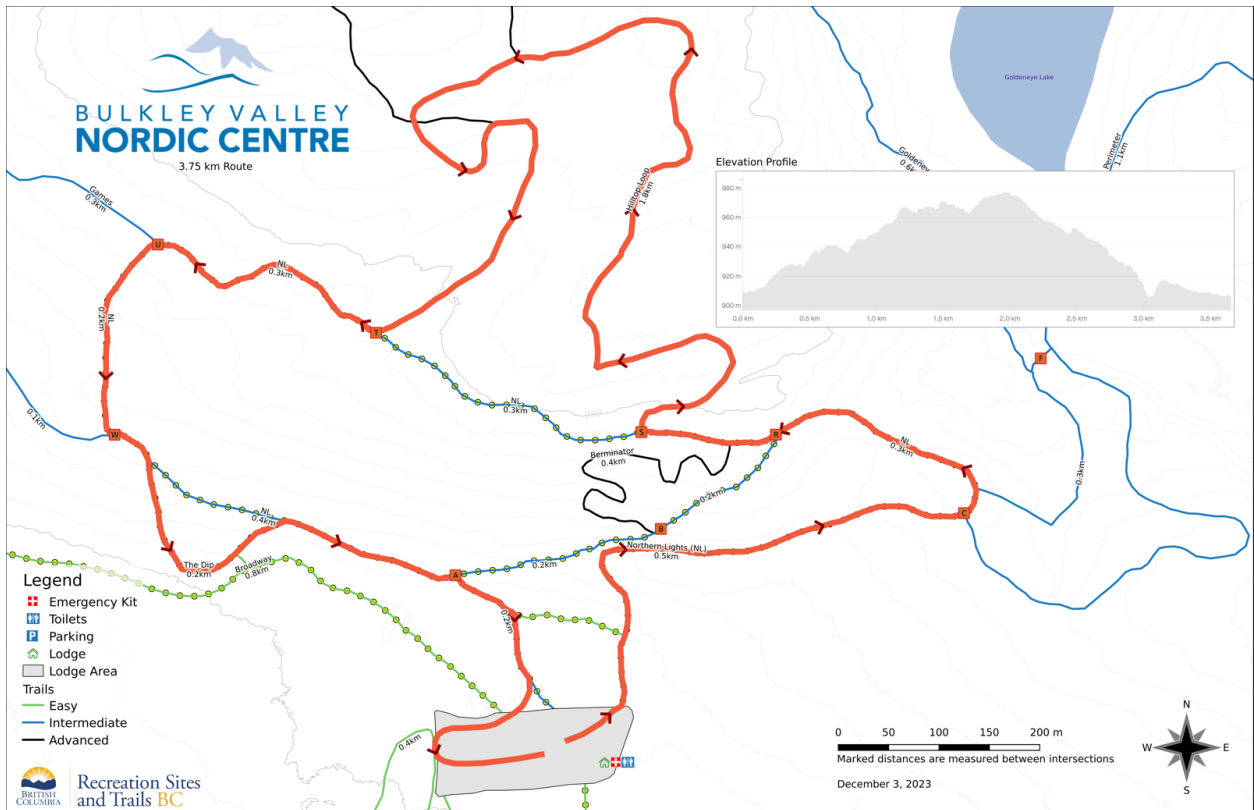 BULKLEY VALLEY
NORDIC CENTRE
3.75 km Route
Goldeneye Lake
Perimeter
1.1km
Elevation Profile
980 m
960 m
940 m
920 m
900 m
0.0 km
0.5 km
1.0 km
1.5 km
2.0 km
2.5 km
3.0 km
3.5 km
Games
0.3km
Hilltop Loop
1.8km
U
NL
0.3km
NL
0.2km
T
NL
0.3km
S
R
F
0.3km
NL
0.3km
0.1km
W
Berminator
0.4km
0.2km
B
C
NL
0.4km
Northern Lights (NL)
0.5km
The Dip
0.2km
Broadway
0.8km
A
0.2km
0.2km
0.4km
Legend
Emergency Kit
Toilets
P
Parking
Lodge
Lodge Area
Trails
Easy
Intermediate
Advanced
BRITISH
COLUMBIA
Recreation Sites
and Trails BC
0
50
100
150
200 m
Marked distances are measured between intersections
December 3, 2023
N
W
E
S